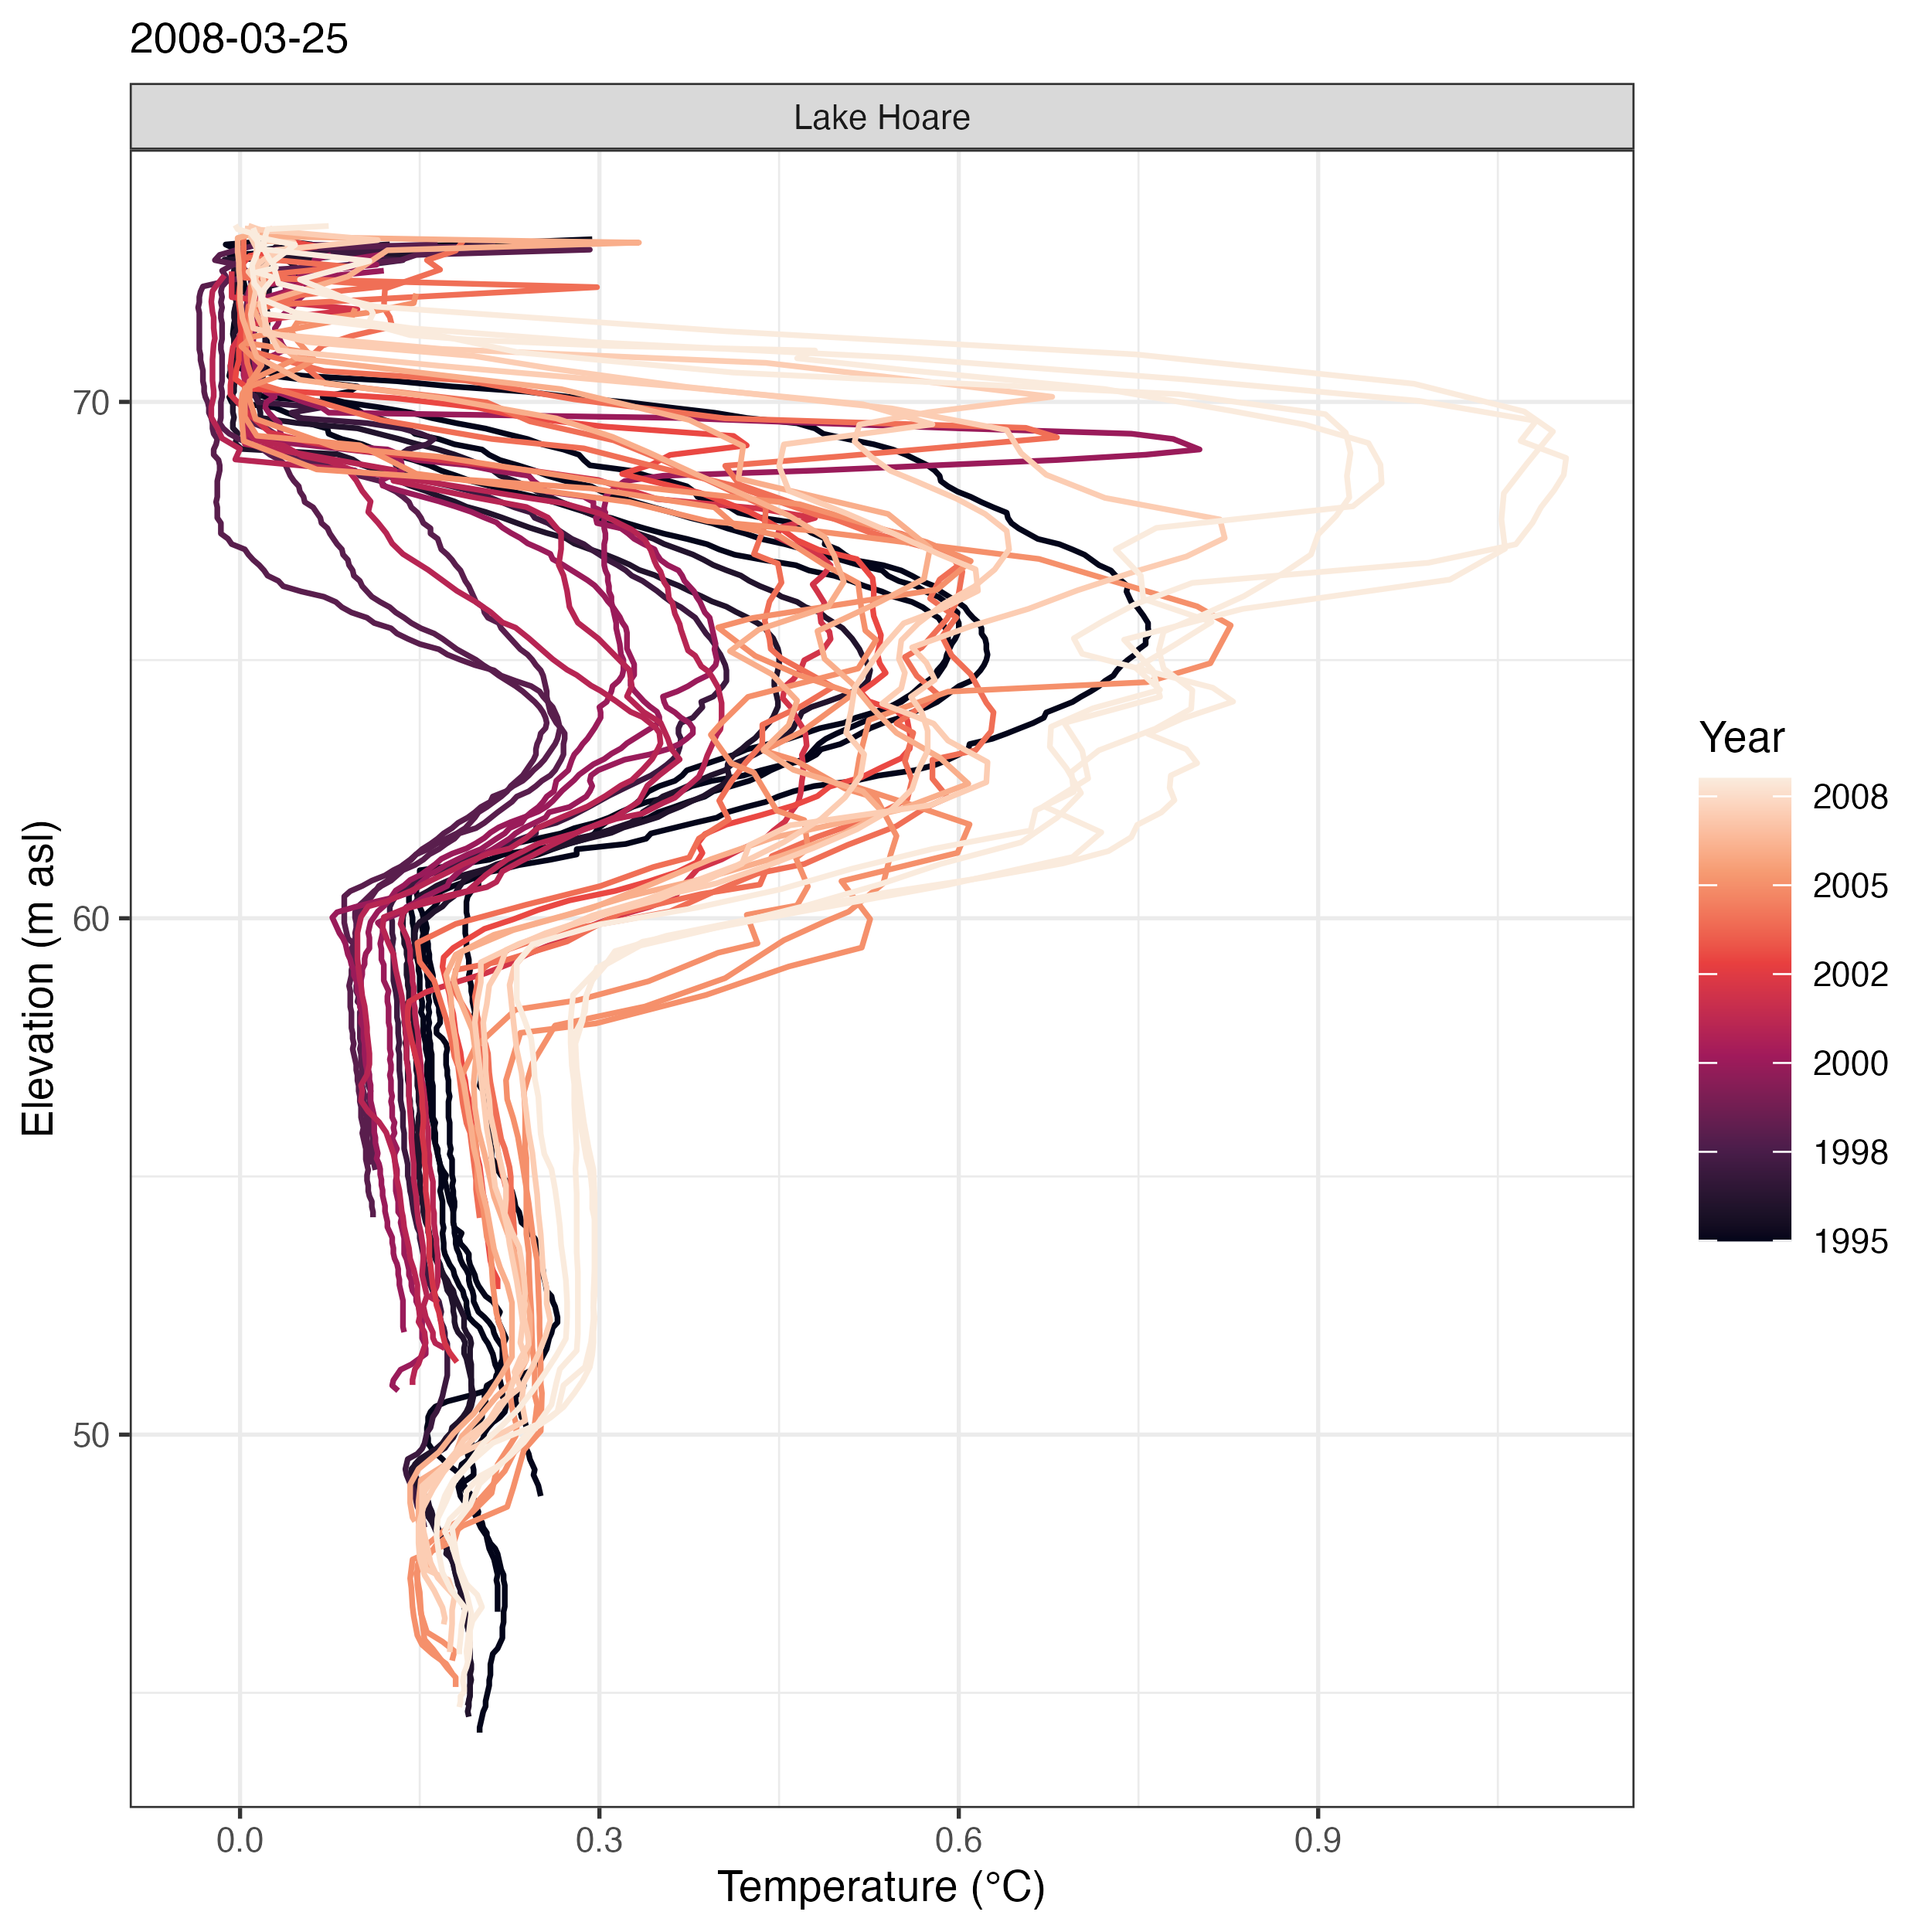 2008-03-25
Lake Hoare
70
60
50
Elevation (m asl)
0.0 0.3 0.6 0.9
Temperature (°C)
Year
2008
2005
2002
2000
1998
1995